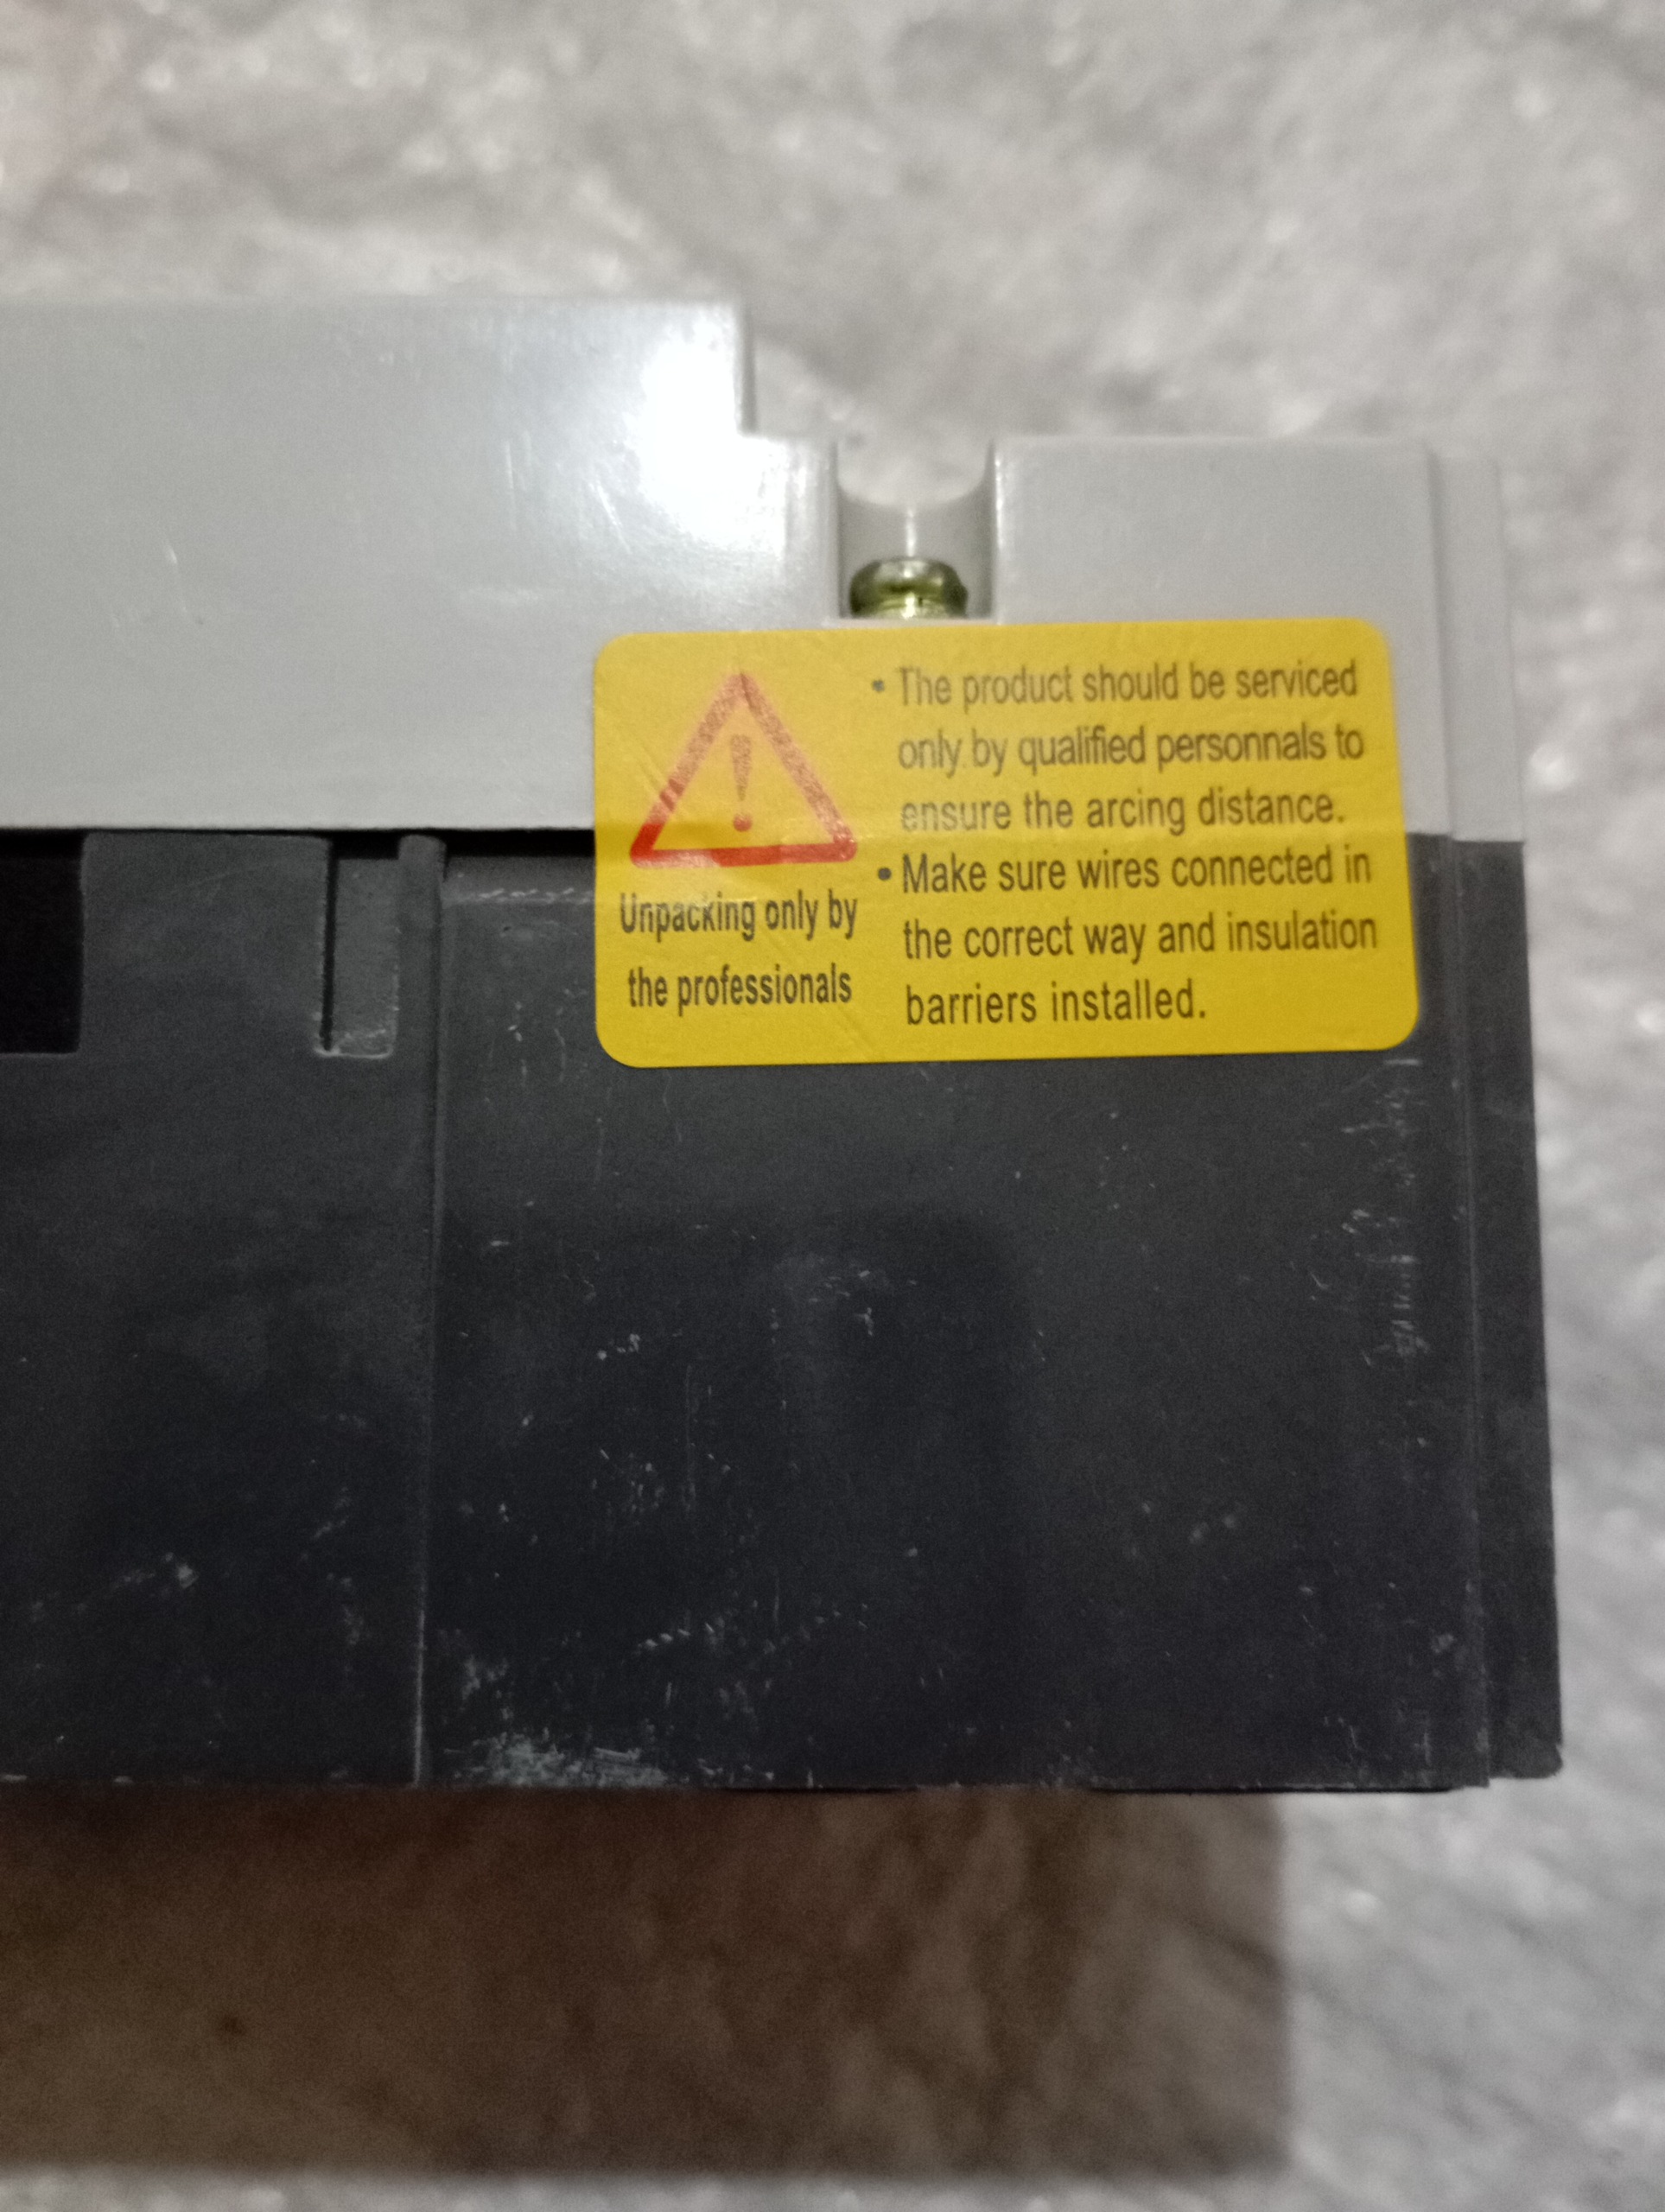 • The product should be serviced
only by qualified personnals to
ensure the arcing distance.
• Make sure wires connected in
the correct way and insulation
barriers installed.
Unpacking only by
the professionals